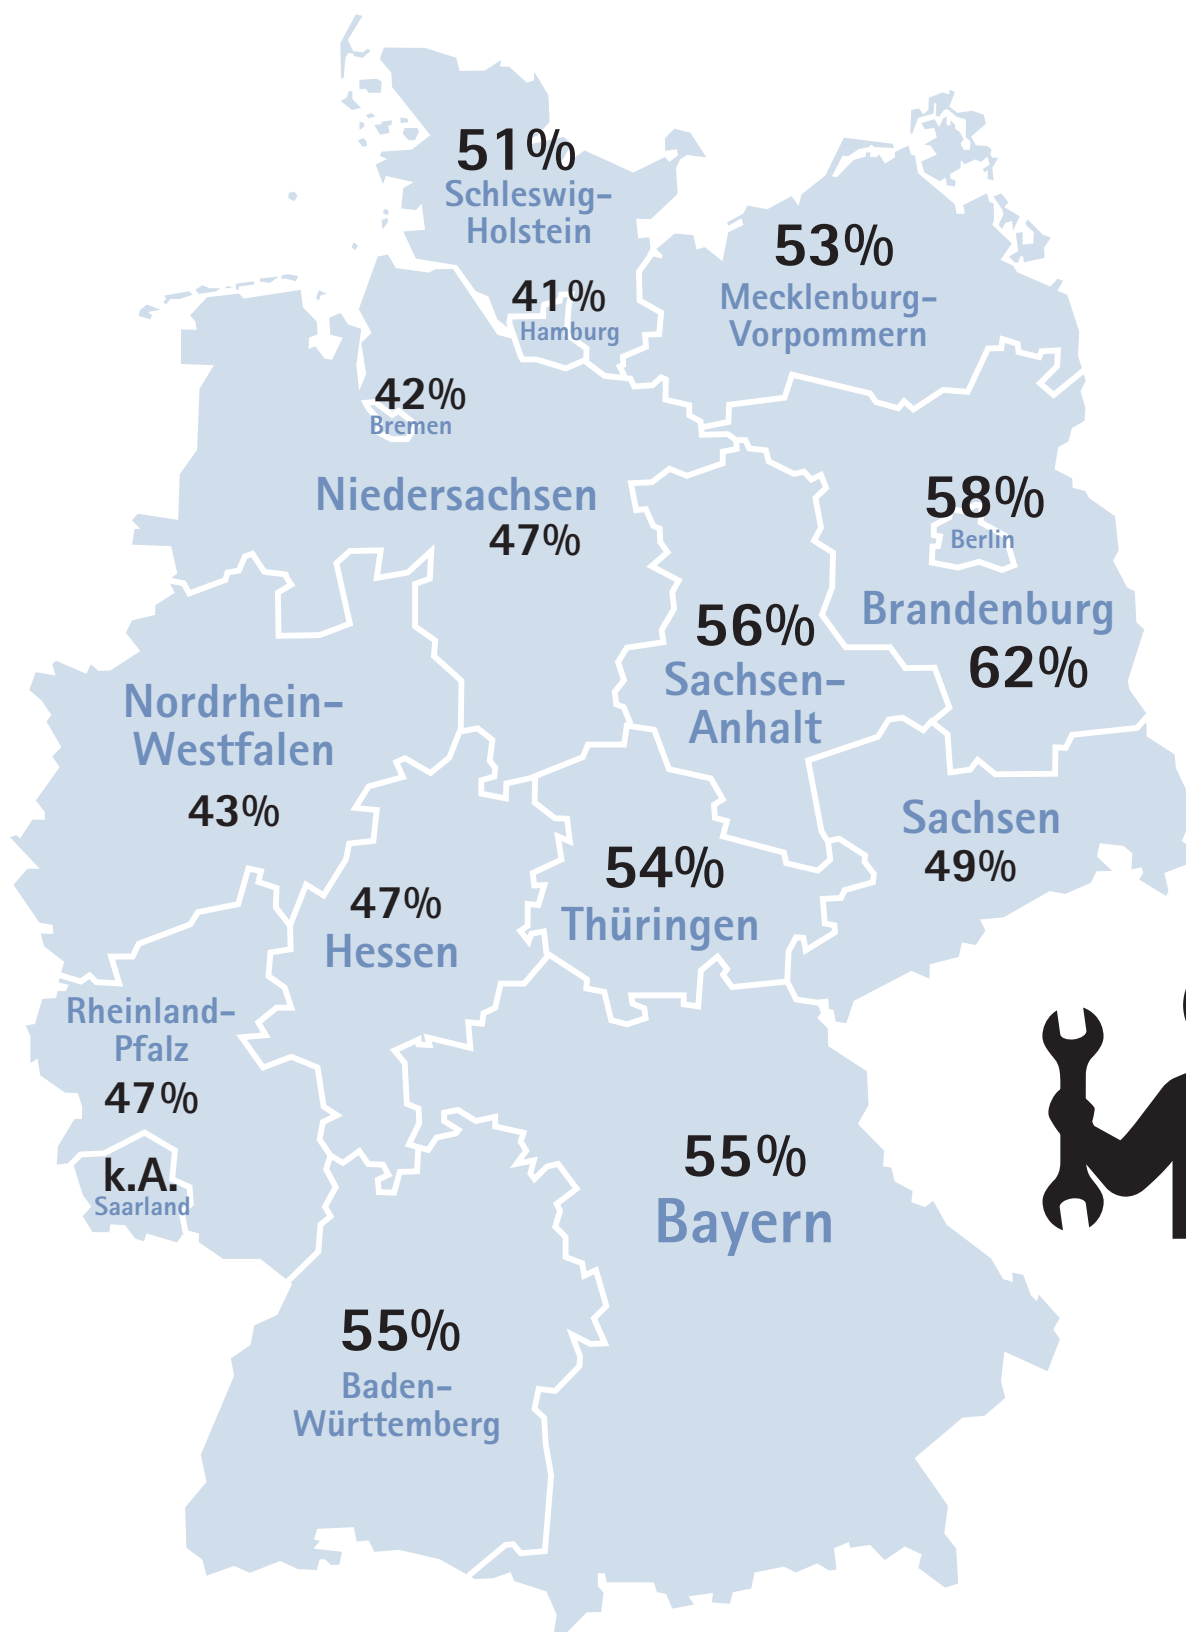 51%
Schleswig-
Holstein
53%
Mecklenburg-
Vorpommern
41%
Hamburg
42%
Bremen
Niedersachsen
47%
58%
Berlin
Brandenburg
62%
56%
Sachsen-
Anhalt
Nordrhein-
Westfalen
43%
Sachsen
49%
54%
Thüringen
47%
Hessen
Rheinland-
Pfalz
47%
k.A.
Saarland
55%
Bayern
55%
Baden-
Württemberg